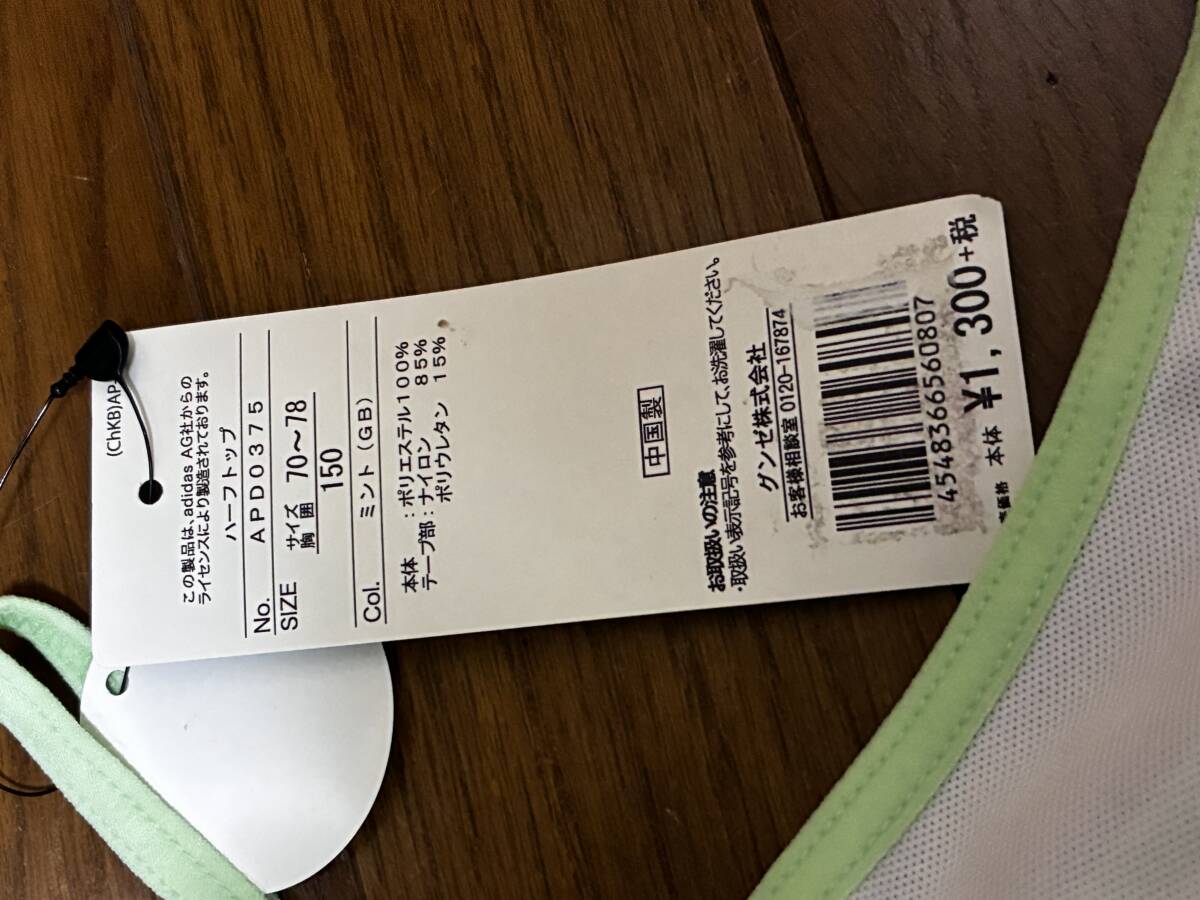 (ChKB)AP
この製品は、adidas AG社からの
ライセンスにより製造されております。
ハーフトップ
No. APD0375
SIZE サイズ
胸囲 70〜78
150
Col. ミント(GB)
本体 :ポリエステル100%
テープ部:ナイロン 85%
ポリウレタン 15%
中国製
お取扱いの注意
・取扱い表示記号を参考にして、お洗濯してください。
グンゼ株式会社
お客様相談室 0120-167874
4548366560807
価格 本体 ¥1,300+税